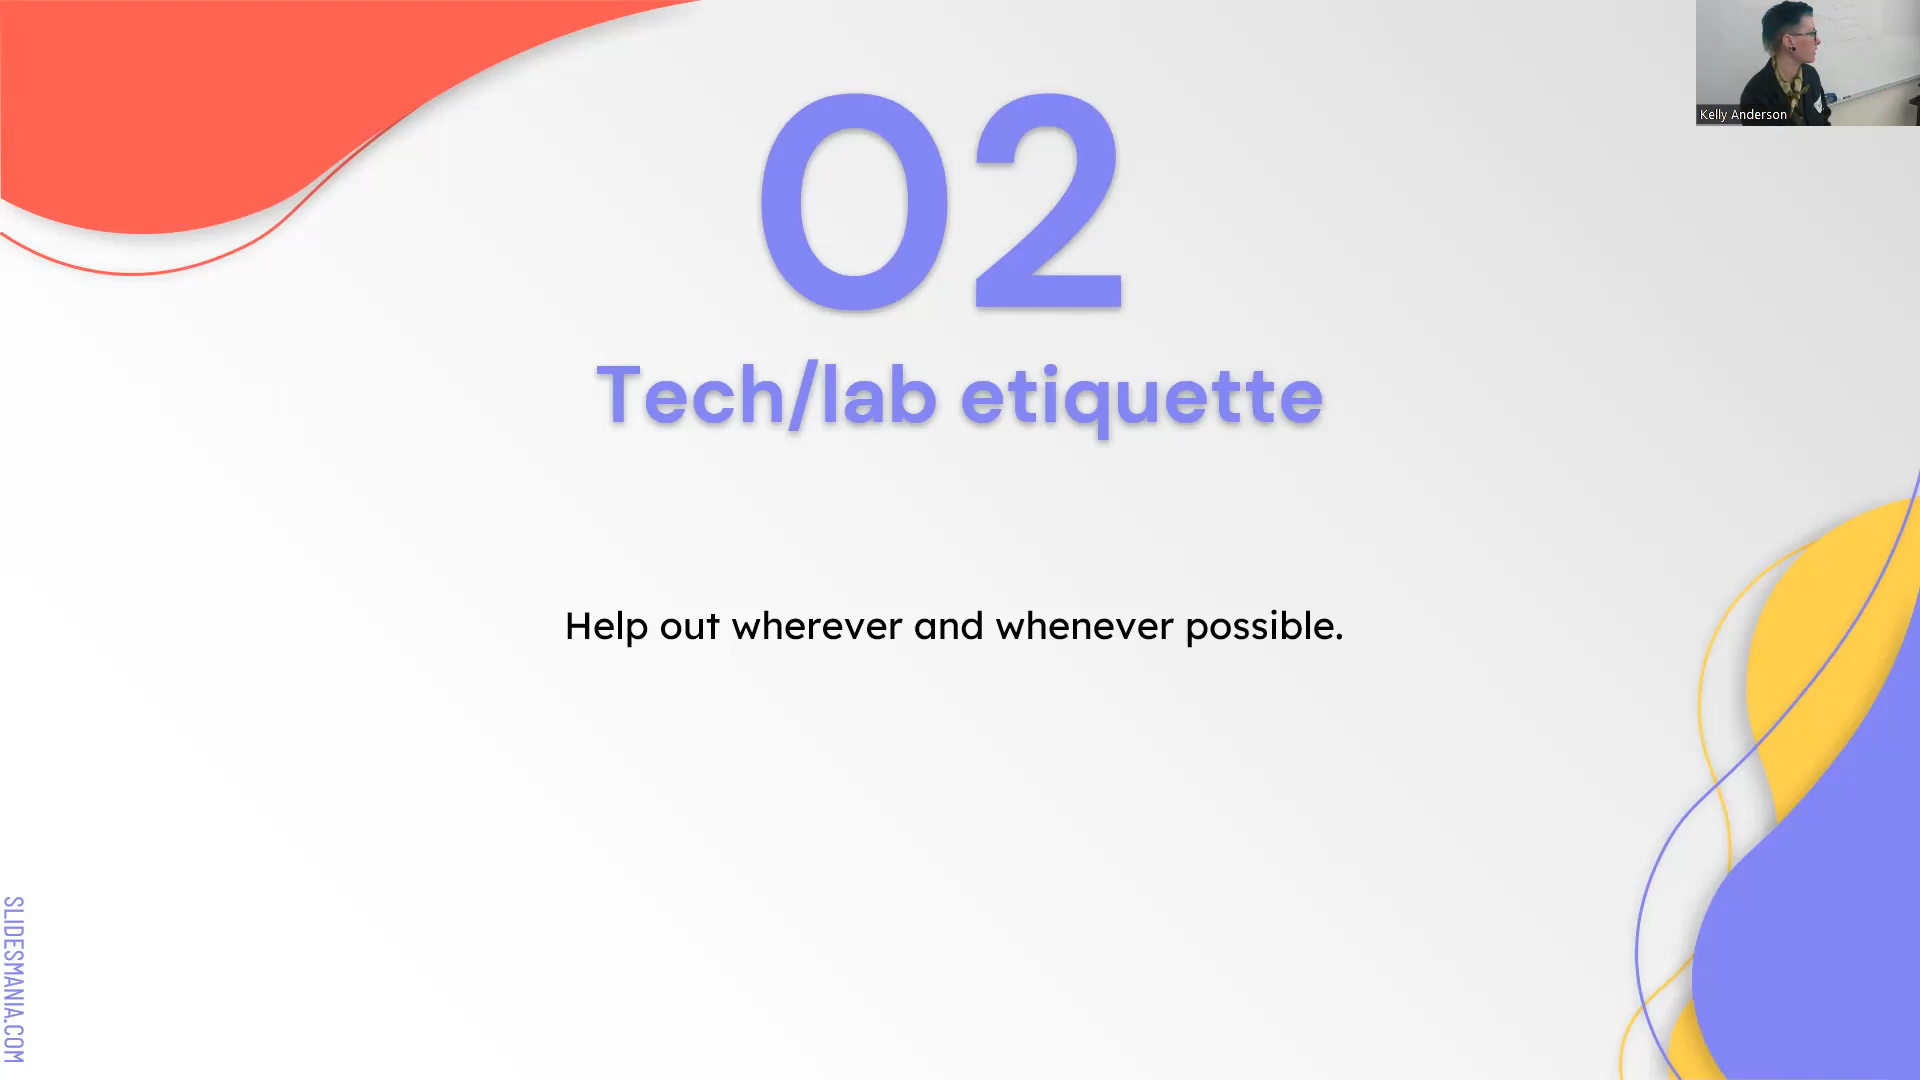 Kelly Anderson
02
Tech/lab etiquette
Help out wherever and whenever possible.
SLIDESMANIA.COM